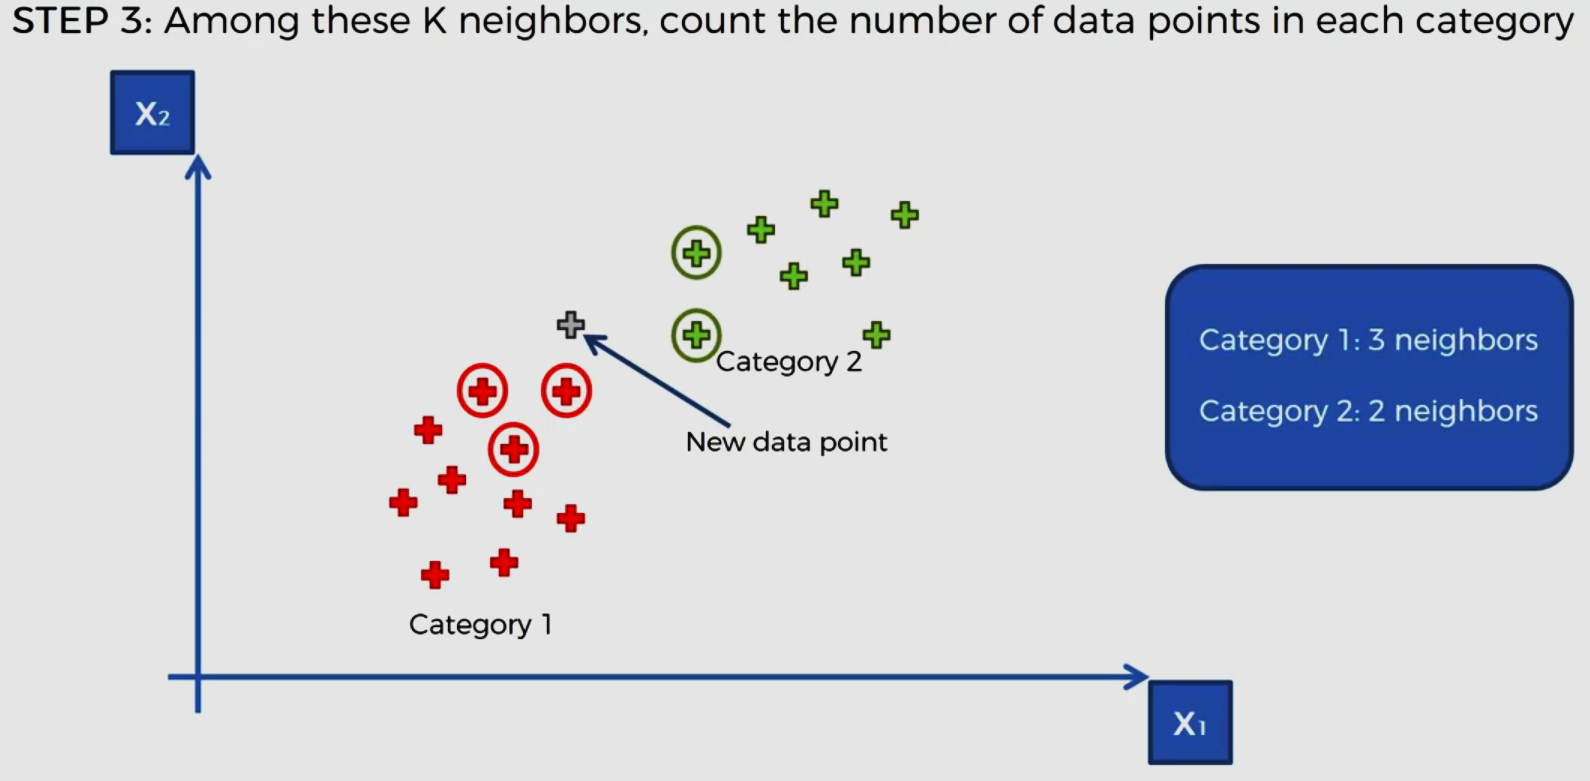 STEP 3: Among these K neighbors, count the number of data points in each category
X2
Category 2
New data point
Category 1
X1
Category 1: 3 neighbors
Category 2: 2 neighbors